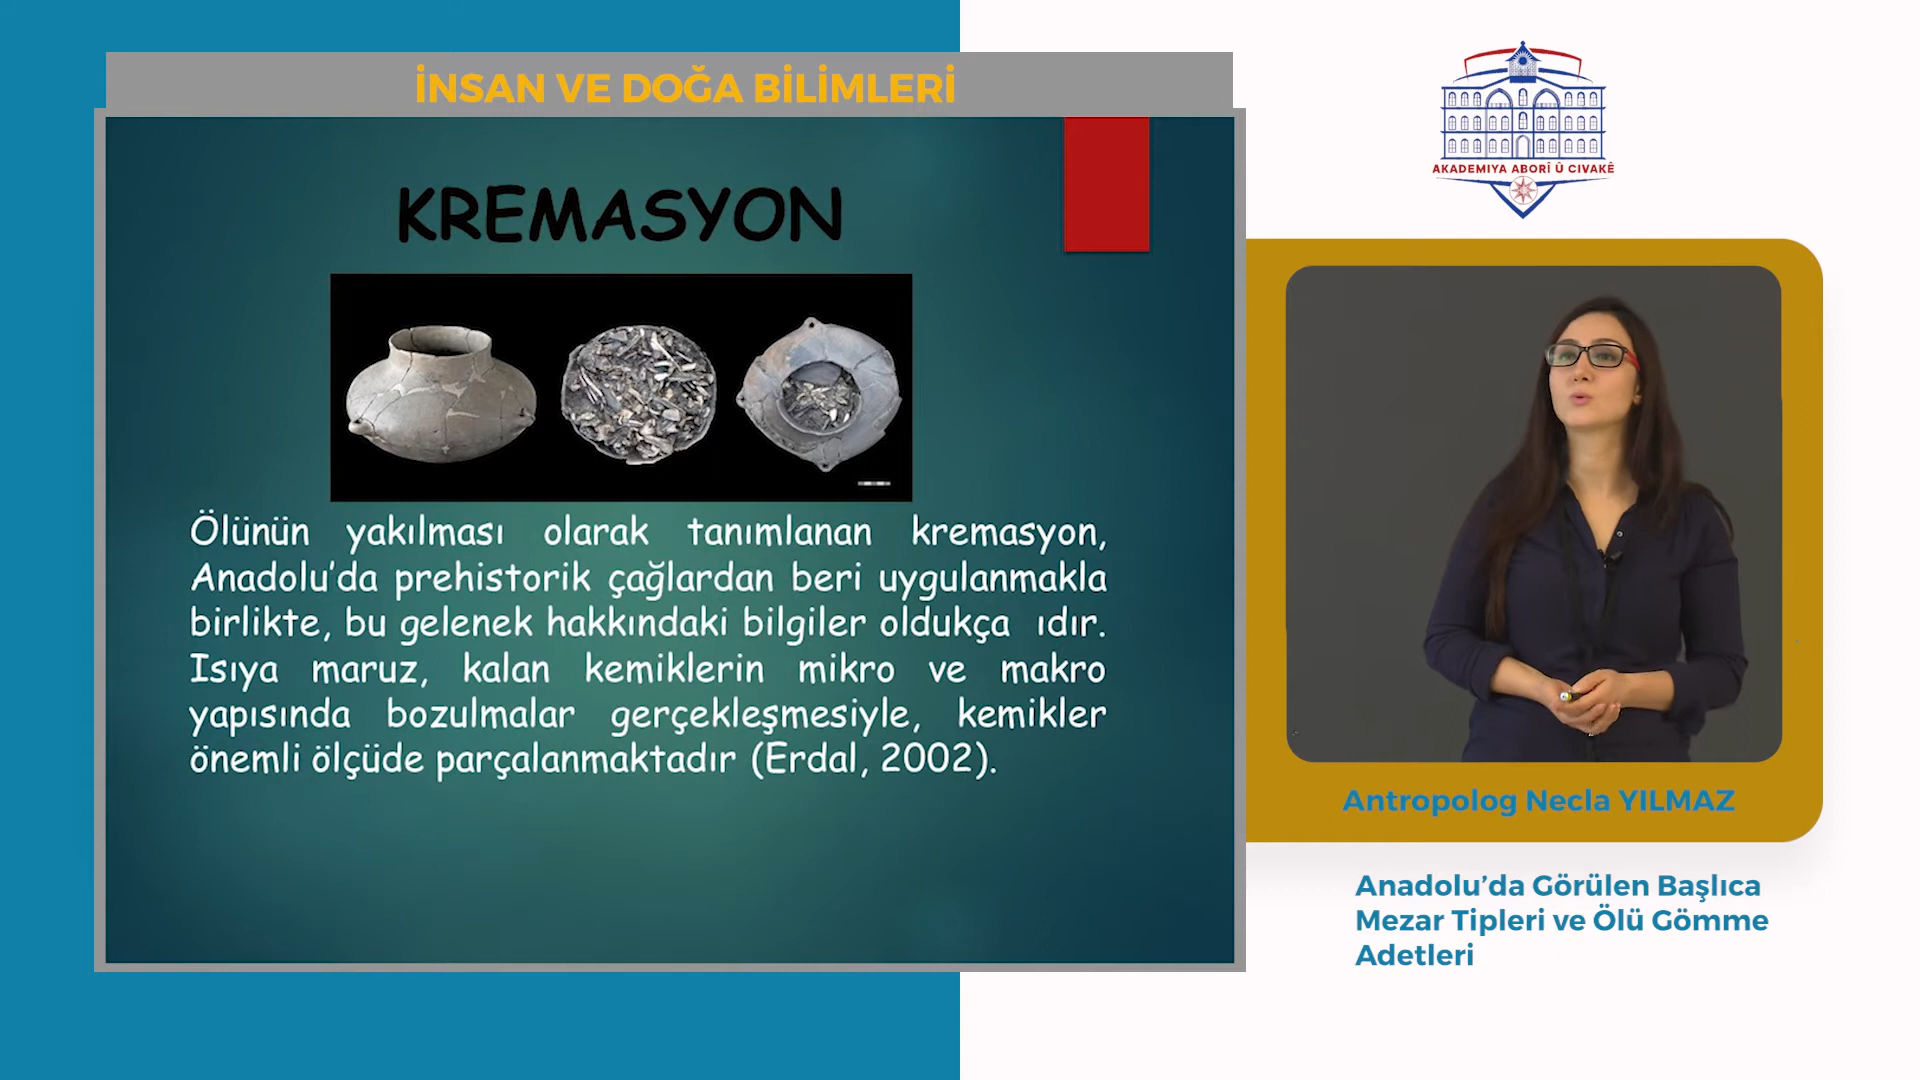 İNSAN VE DOĞA BİLİMLERİ
KREMASYON
Ölünün yakılması olarak tanımlanan kremasyon,
Anadolu’da prehistorik çağlardan beri uygulanmakla
birlikte, bu gelenek hakkındaki bilgiler oldukça ıdır.
Isıya maruz, kalan kemiklerin mikro ve makro
yapısında bozulmalar gerçekleşmesiyle, kemikler
önemli ölçüde parçalanmaktadır (Erdal, 2002).
AKADEMIYA ABORÎ Û CIVAKÊ
Antropolog Necla YILMAZ
Anadolu’da Görülen Başlıca
Mezar Tipleri ve Ölü Gömme
Adetleri